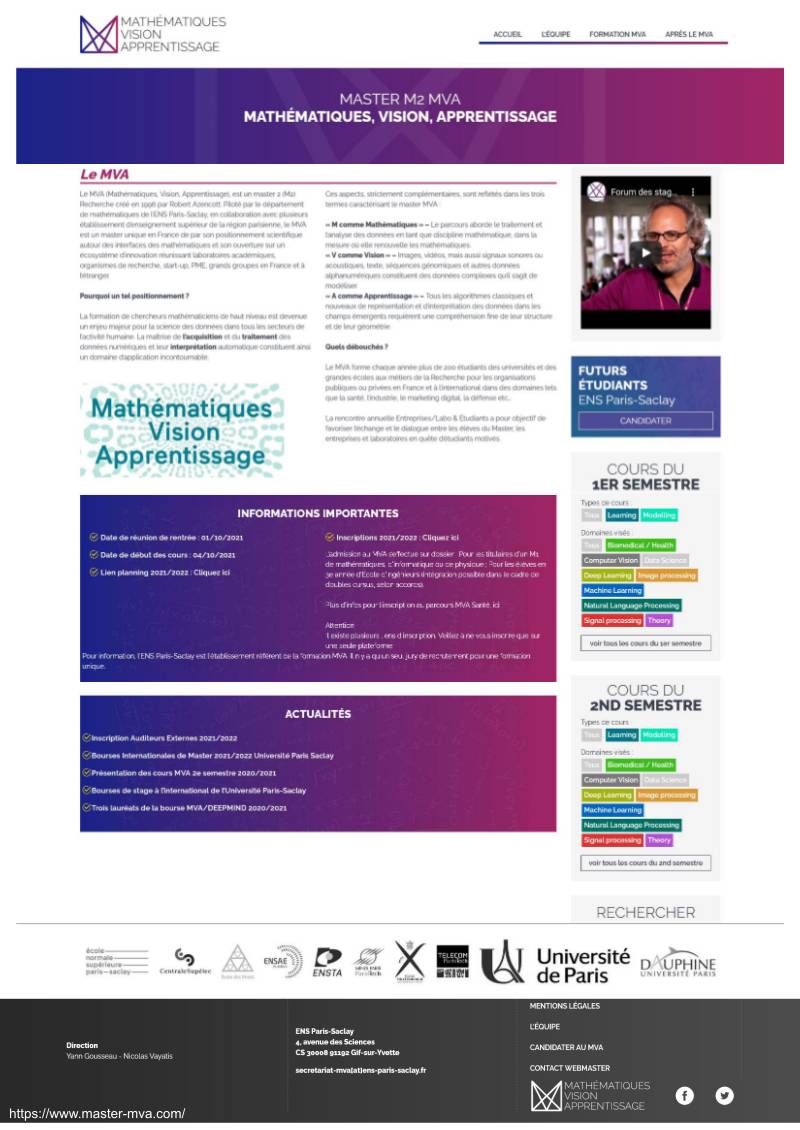 MATHÉMATIQUES
VISION
APPRENTISSAGE
ACCUEIL L'ÉQUIPE FORMATION MVA APRÈS LE MVA
MASTER M2 MVA
MATHÉMATIQUES, VISION, APPRENTISSAGE
Le MVA
Le MVA (Mathématiques, Vision, Apprentissage), est un master 2 (M2)
Recherche créé en 1996 par Robert Azencott. Piloté par le département
de mathématiques de l'ENS Paris-Saclay, en collaboration avec plusieurs
établissement d'enseignement supérieur de la région parisienne, le MVA
est un master unique en France de par son positionnement scientifique
autour des interfaces des mathématiques et son ouverture sur un
écosystème d'innovation réunissant laboratoires académiques,
organismes de recherche, start-up, PME, grands groupes en France et à
l'étranger.
Pourquoi un tel positionnement ?
La formation de chercheurs mathématiciens de haut niveau est devenue
un enjeu majeur pour la science des données dans tous les secteurs de
l'activité humaine. La maîtrise de l'acquisition et du traitement des
données numériques et leur interprétation automatique constituent ainsi
un domaine d'application incontournable.
Mathématiques
Vision
Apprentissage
Ces aspects, strictement complémentaires, sont reflétés dans les trois
termes caractérisant le master MVA :
« M comme Mathématiques » – Le parcours aborde le traitement et
l'analyse des données en tant que discipline mathématique, dans la
mesure où elle renouvelle les mathématiques.
« V comme Vision » – Images, vidéos, mais aussi signaux sonores ou
acoustiques, texte, séquences génomiques et autres données
alphanumériques constituent des données complexes qu'il s'agit de
modéliser
« A comme Apprentissage » – Tous les algorithmes classiques et
nouveaux de représentation et d'interprétation des données dans les
champs émergents requièrent une compréhension fine de leur structure
et de leur géométrie.
Quels débouchés ?
Le MVA forme chaque année plus de 200 étudiants des universités et des
grandes écoles aux métiers de la Recherche pour les organisations
publiques ou privées en France et à l'international dans des domaines tels
que la santé, l'industrie, le marketing digital, la défense etc..
La rencontre annuelle Entreprises/Labo & Etudiants a pour objectif de
favoriser l'échange et le dialogue entre les élèves du Master, les
entreprises et laboratoires en quête d'étudiants motivés.
Forum des stag...
FUTURS
ÉTUDIANTS
ENS Paris-Saclay
CANDIDATER
COURS DU
1ER SEMESTRE
Types de cours :
Tous Learning Modelling
Domaines visés :
Tous Biomedical / Health
Computer Vision Data Science
Deep Learning Image processing
Machine Learning
Natural Language Processing
Signal processing Theory
voir tous les cours du 1er semestre
INFORMATIONS IMPORTANTES
Date de réunion de rentrée : 01/10/2021
Date de début des cours : 04/10/2021
Lien planning 2021/2022 : Cliquez ici
Inscriptions 2021/2022 : Cliquez ici
L'admission au MVA s'effectue sur dossier : Pour les titulaires d'un M1
de mathématiques, d'informatique ou de physique ; Pour les élèves en
3e année d'École d'ingénieurs (intégration possible dans le cadre de
doubles cursus, selon accords).
Plus d'infos pour l'inscription au parcours MVA Santé, ici
Attention
Il existe plusieurs liens d'inscription. Veillez à ne vous inscrire que sur
une seule plateforme
Pour information, l'ENS Paris-Saclay est l'établissement référent de la formation MVA. Il n'y a qu'un seul jury de recrutement pour une formation
unique.
ACTUALITÉS
Inscription Auditeurs Externes 2021/2022
Bourses Internationales de Master 2021/2022 Université Paris Saclay
Présentation des cours MVA 2e semestre 2020/2021
Bourses de stage à l'international de l'Université Paris-Saclay
Trois lauréats de la bourse MVA/DEEPMIND 2020/2021
COURS DU
2ND SEMESTRE
Types de cours :
Tous Learning Modelling
Domaines visés :
Tous Biomedical / Health
Computer Vision Data Science
Deep Learning Image processing
Machine Learning
Natural Language Processing
Signal processing Theory
voir tous les cours du 2nd semestre
RECHERCHER
école
normale
supérieure
paris–saclay
CentraleSupélec
École des Ponts
ENSAE
ENSTA
TELECOM
ParisTech
Université
de Paris
DAUPHINE
UNIVERSITÉ PARIS
Direction
Yann Gousseau - Nicolas Vayatis
ENS Paris-Saclay
4, avenue des Sciences
CS 30008 91192 Gif-sur-Yvette
secretariat-mva[at]ens-paris-saclay.fr
MENTIONS LÉGALES
L'ÉQUIPE
CANDIDATER AU MVA
CONTACT WEBMASTER
MATHÉMATIQUES
VISION
APPRENTISSAGE
https://www.master-mva.com/